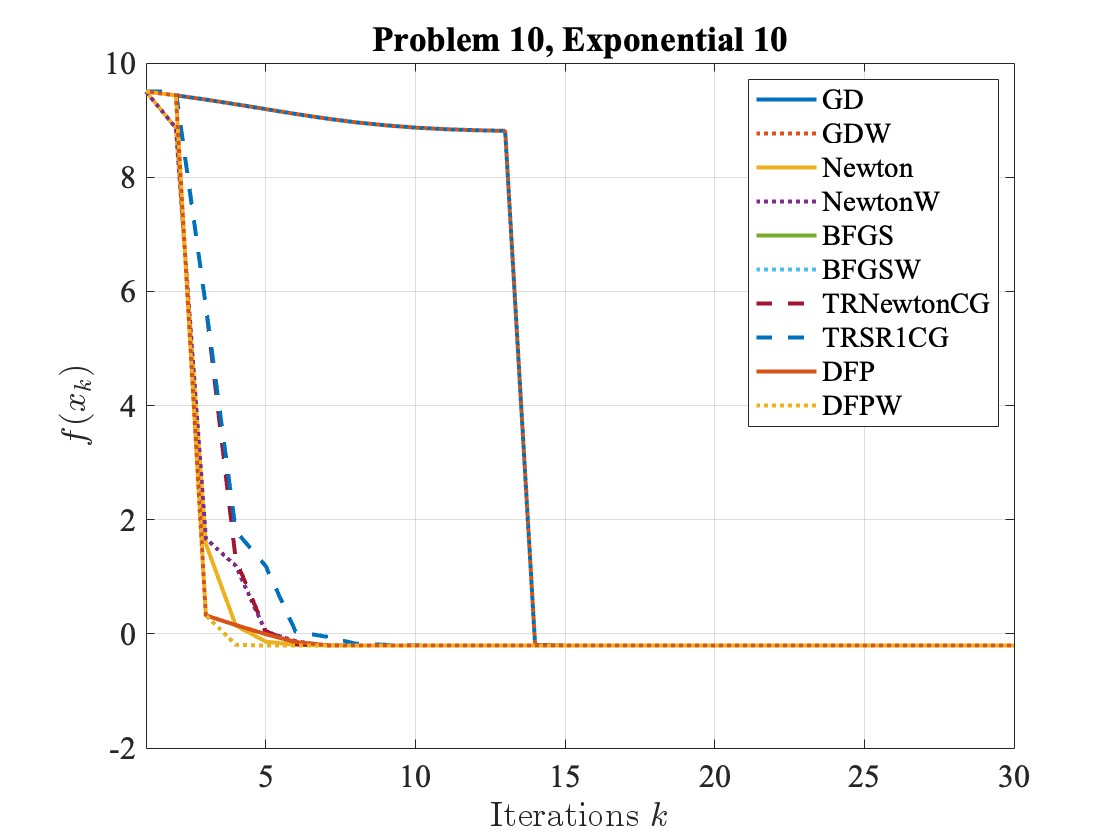 Problem 10, Exponential 10
10
8
6
4
2
0
-2
f(x_k)
GD
GDW
Newton
NewtonW
BFGS
BFGSW
TRNewtonCG
TRSR1CG
DFP
DFPW
5 10 15 20 25 30
Iterations k